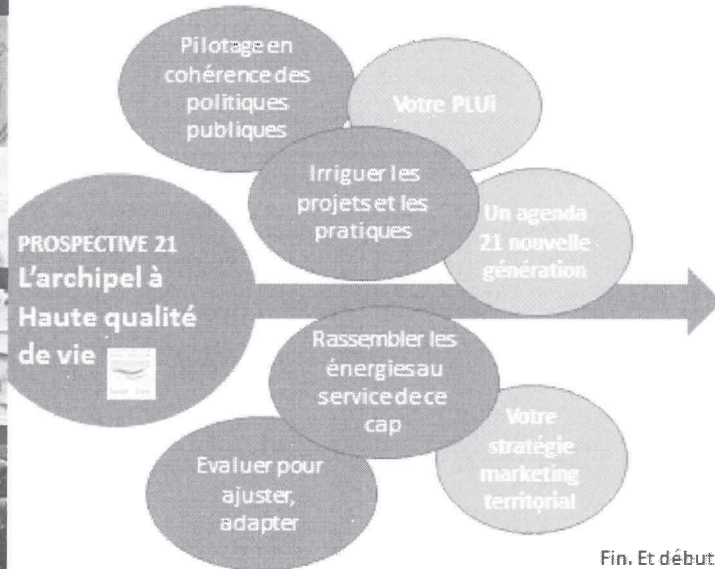 Pilotage en
cohérence des
politiques
publiques
Votre PLUi
Irriguer les
projets et les
pratiques
Un agenda
21 nouvelle
génération
PROSPECTIVE 21
L'archipel à
Haute qualité
de vie
Rassembler les
énergies au
service de ce
cap
Votre
stratégie
marketing
territorial
Evaluer pour
ajuster,
adapter
Fin. Et début